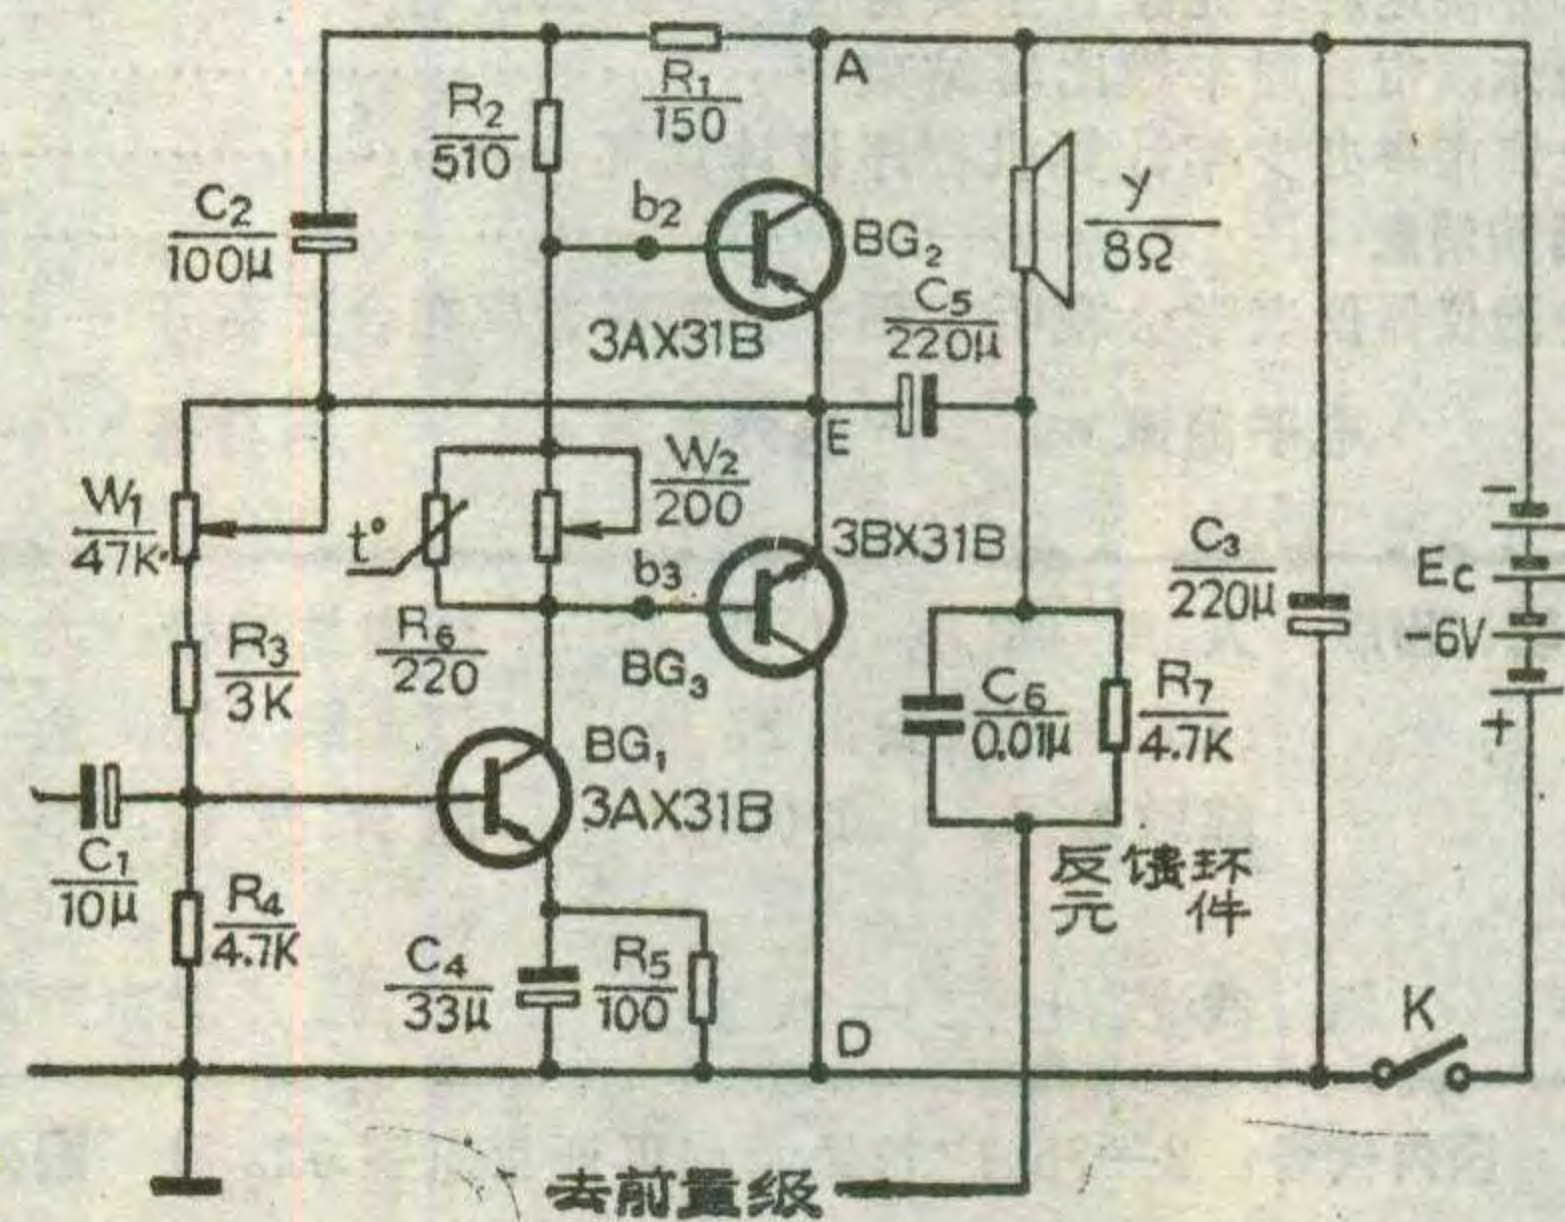 A
R₁
150
R₂
510
C₂
100μ
b₂
BG₂
3AX31B
Y
8Ω
C₅
220μ
E
W₁
47K
t°
W₂
200
3BX31B
C₃
220μ
-
Ec
-6V
+
b₃
R₆
220
BG₃
R₃
3K
C₆
0.01μ
R₇
4.7K
BG₁
3AX31B
C₁
10μ
R₄
4.7K
反馈环
元件
C₄
33μ
R₅
100
D
K
去前置级